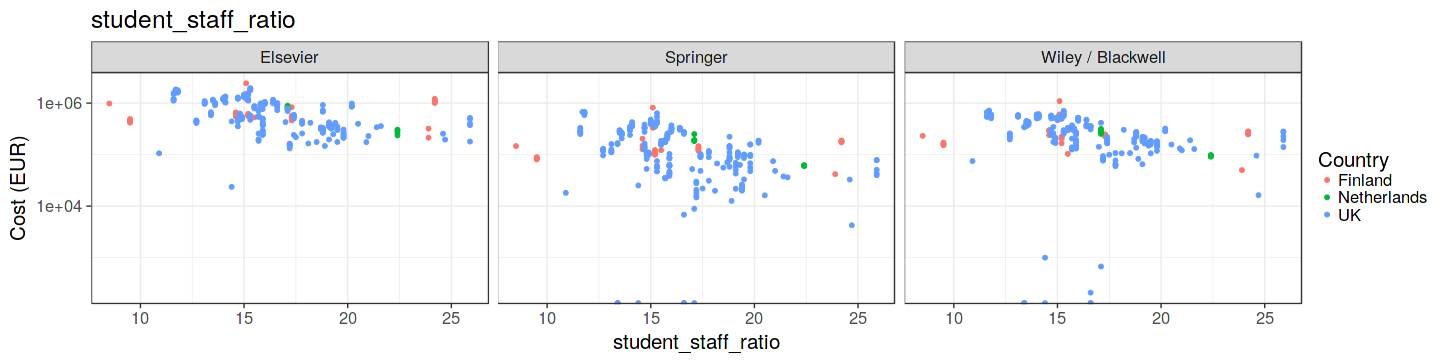 student_staff_ratio
Elsevier
Springer
Wiley / Blackwell
Cost (EUR)
1e+06
1e+04
10 15 20 25
10 15 20 25
10 15 20 25
student_staff_ratio
Country
Finland
Netherlands
UK